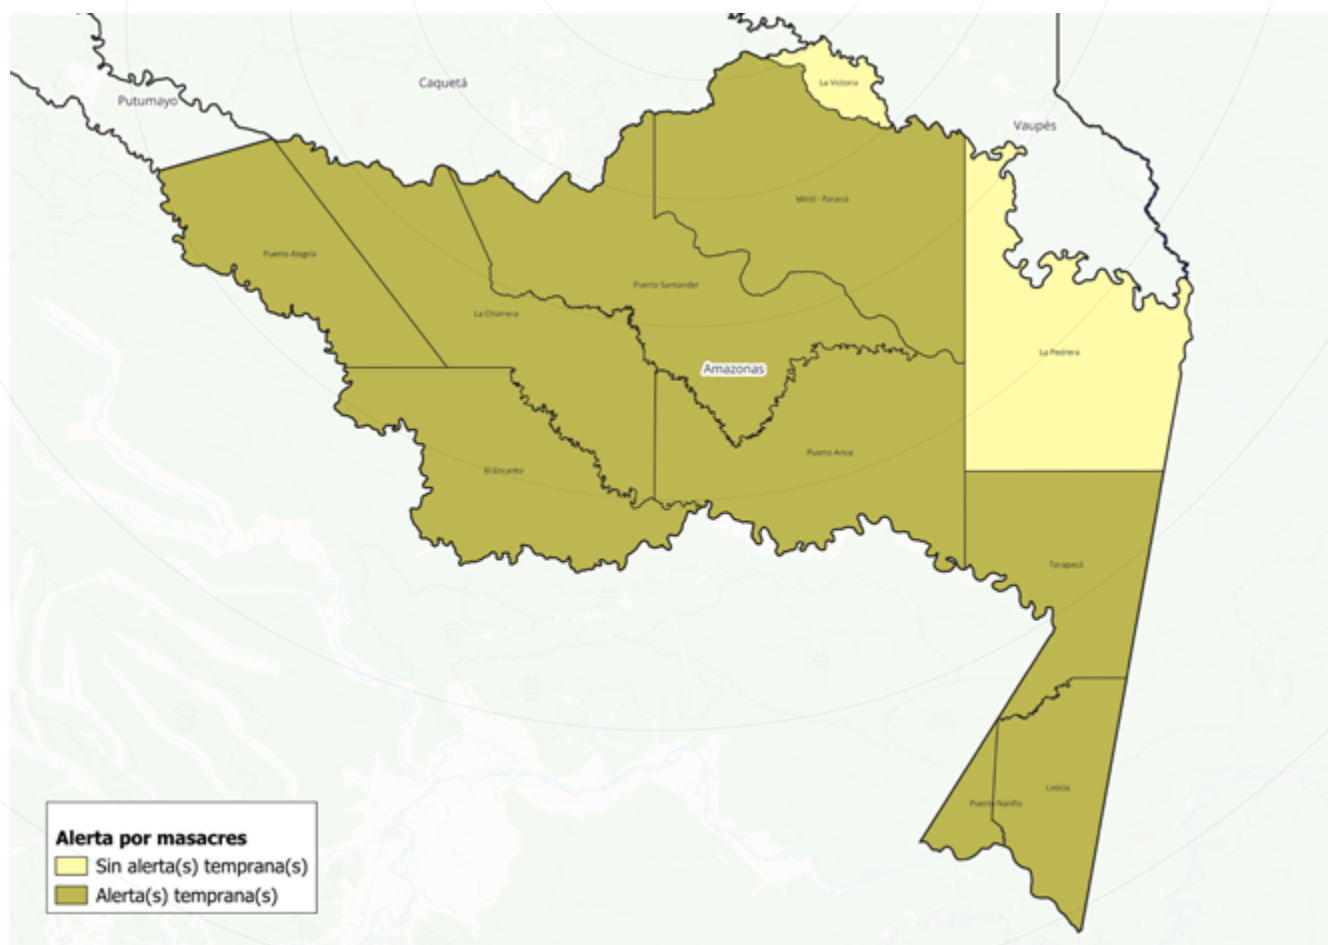 La Victoria
Caquetá
Putumayo
Vaupés
Mirití - Paraná
Puerto Alegría
Puerto Santander
La Chorrera
La Pedrera
Amazonas
Puerto Arica
El Encanto
Tarapacá
Leticia
Puerto Nariño
Alerta por masacres
Sin alerta(s) temprana(s)
Alerta(s) temprana(s)